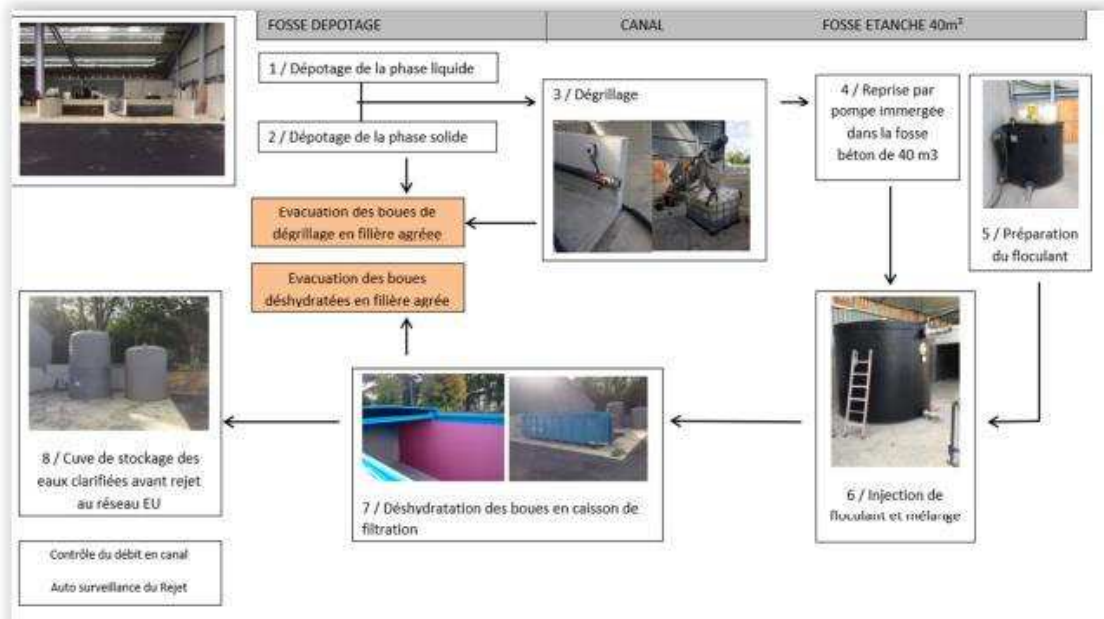 FOSSE DEPOTAGE
CANAL
FOSSE ETANCHE 40m³
1 / Dépotage de la phase liquide
2 / Dépotage de la phase solide
3 / Dégrillage
4 / Reprise par
pompe immergée
dans la fosse
béton de 40 m3
5 / Préparation
du floculant
Evacuation des boues de
dégrillage en filière agréée
Evacuation des boues
déshydratées en filière agrée
6 / Injection de
floculant et mélange
7 / Déshydratation des boues en caisson de
filtration
8 / Cuve de stockage des
eaux clarifiées avant rejet
au réseau EU
Contrôle du débit en canal
Auto surveillance du Rejet